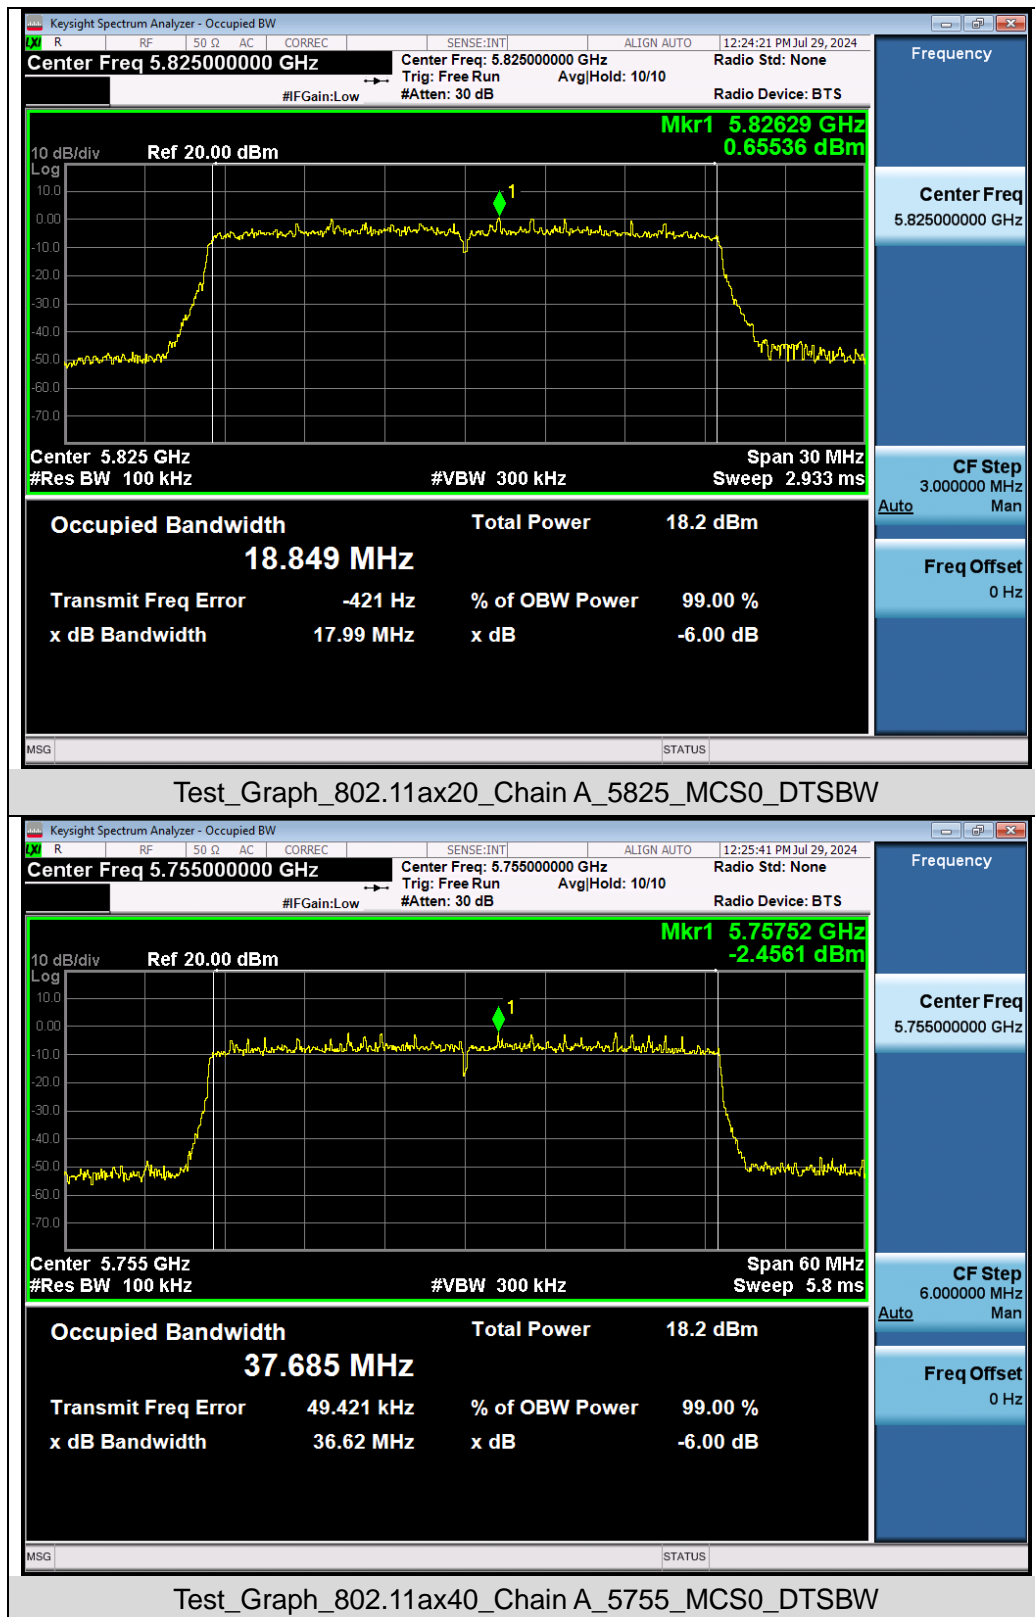 Keysight Spectrum Analyzer - Occupied BW
LXI R RF 50 Ω AC CORREC SENSE:INT ALIGN AUTO 12:24:21 PM Jul 29, 2024
Center Freq 5.825000000 GHz
Center Freq: 5.825000000 GHz
Radio Std: None
Trig: Free Run Avg|Hold: 10/10
#IFGain:Low
#Atten: 30 dB
Radio Device: BTS
Frequency
Mkr1 5.82629 GHz
0.65536 dBm
10 dB/div Ref 20.00 dBm
Log
10.0
0.00
-10.0
-20.0
-30.0
-40.0
-50.0
-60.0
-70.0
1
Center 5.825 GHz Span 30 MHz
#Res BW 100 kHz #VBW 300 kHz Sweep 2.933 ms
Center Freq
5.825000000 GHz
CF Step
3.000000 MHz
Auto Man
Freq Offset
0 Hz
Occupied Bandwidth Total Power 18.2 dBm
18.849 MHz
Transmit Freq Error -421 Hz % of OBW Power 99.00 %
x dB Bandwidth 17.99 MHz x dB -6.00 dB
MSG STATUS
Test_Graph_802.11ax20_Chain A_5825_MCS0_DTSBW
Keysight Spectrum Analyzer - Occupied BW
LXI R RF 50 Ω AC CORREC SENSE:INT ALIGN AUTO 12:25:41 PM Jul 29, 2024
Center Freq 5.755000000 GHz
Center Freq: 5.755000000 GHz
Radio Std: None
Trig: Free Run Avg|Hold: 10/10
#IFGain:Low
#Atten: 30 dB
Radio Device: BTS
Frequency
Mkr1 5.75752 GHz
-2.4561 dBm
10 dB/div Ref 20.00 dBm
Log
10.0
0.00
-10.0
-20.0
-30.0
-40.0
-50.0
-60.0
-70.0
1
Center 5.755 GHz Span 60 MHz
#Res BW 100 kHz #VBW 300 kHz Sweep 5.8 ms
Center Freq
5.755000000 GHz
CF Step
6.000000 MHz
Auto Man
Freq Offset
0 Hz
Occupied Bandwidth Total Power 18.2 dBm
37.685 MHz
Transmit Freq Error 49.421 kHz % of OBW Power 99.00 %
x dB Bandwidth 36.62 MHz x dB -6.00 dB
MSG STATUS
Test_Graph_802.11ax40_Chain A_5755_MCS0_DTSBW